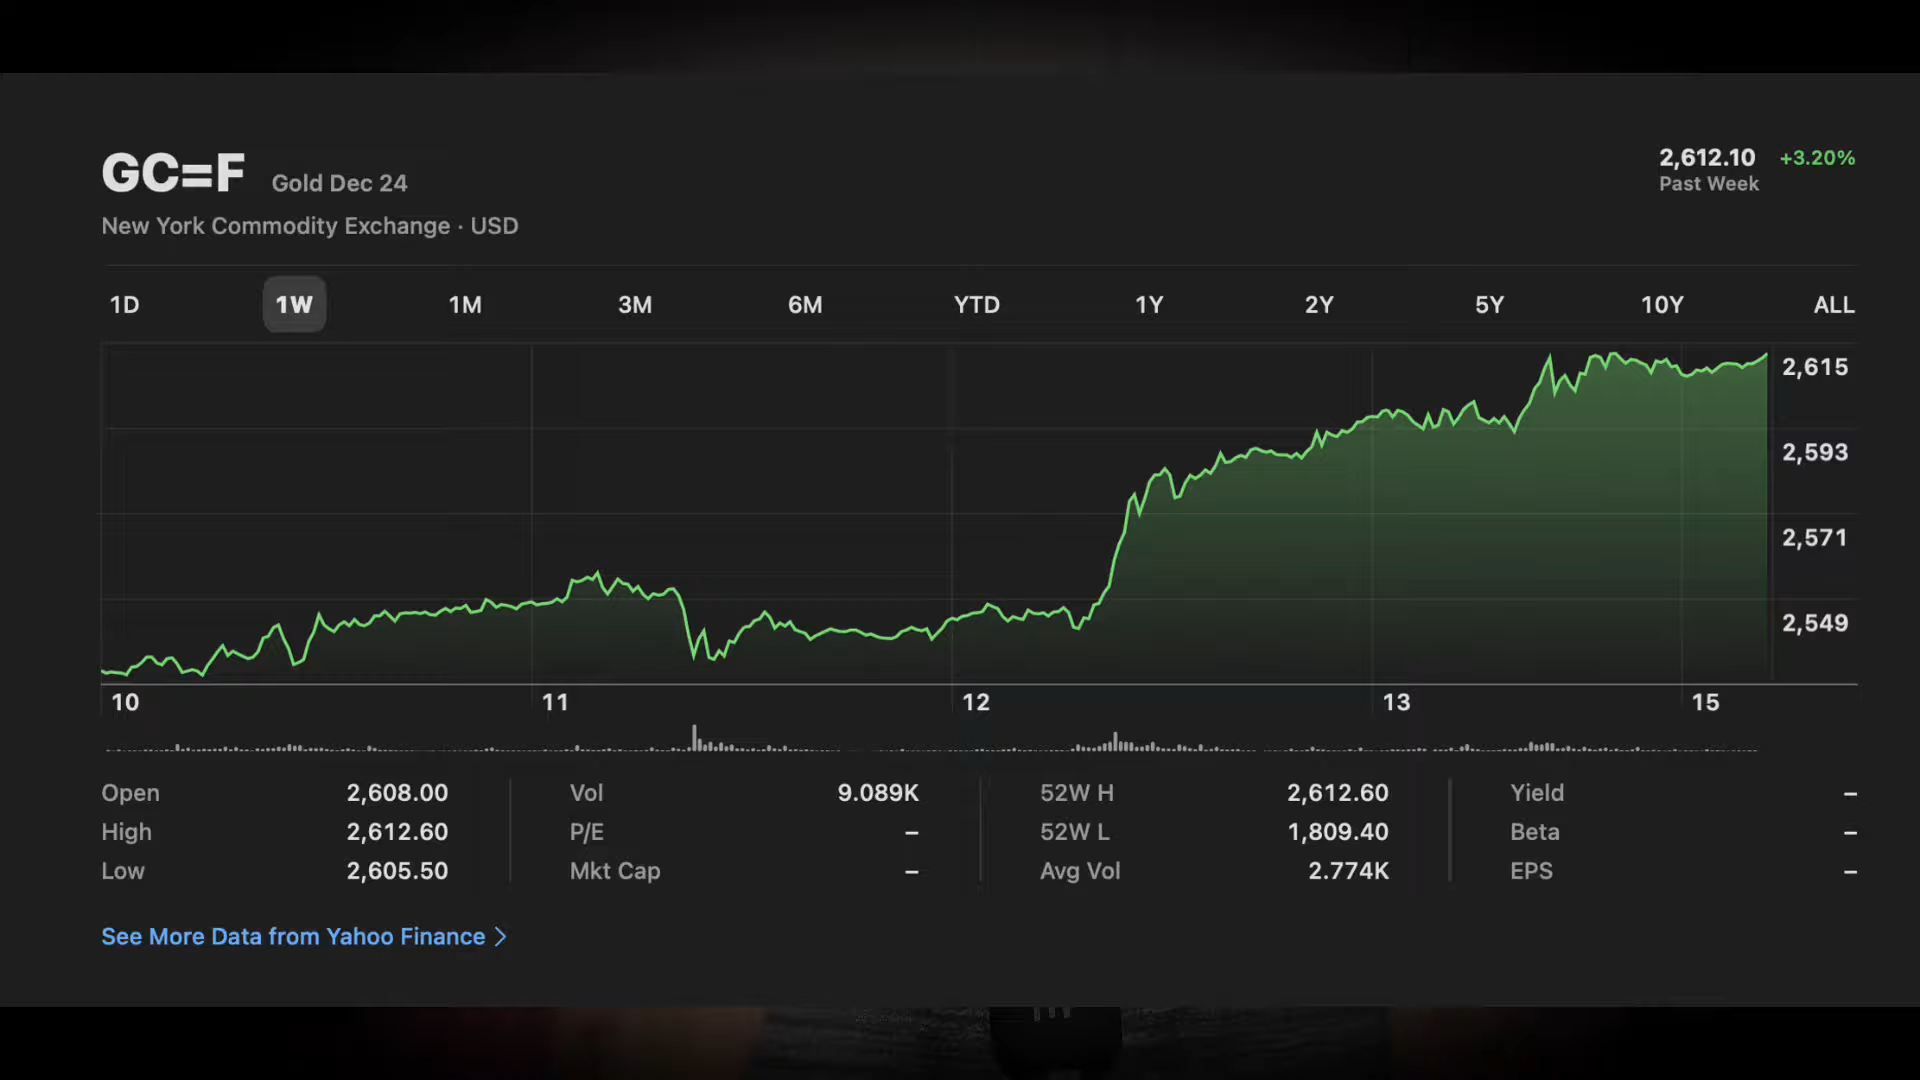 GC=F Gold Dec 24
2,612.10 +3.20%
Past Week
New York Commodity Exchange · USD
1D 1W 1M 3M 6M YTD 1Y 2Y 5Y 10Y ALL
2,615
2,593
2,571
2,549
10 11 12 13 15
Open 2,608.00 Vol 9.089K 52W H 2,612.60 Yield –
High 2,612.60 P/E – 52W L 1,809.40 Beta –
Low 2,605.50 Mkt Cap – Avg Vol 2.774K EPS –
See More Data from Yahoo Finance >